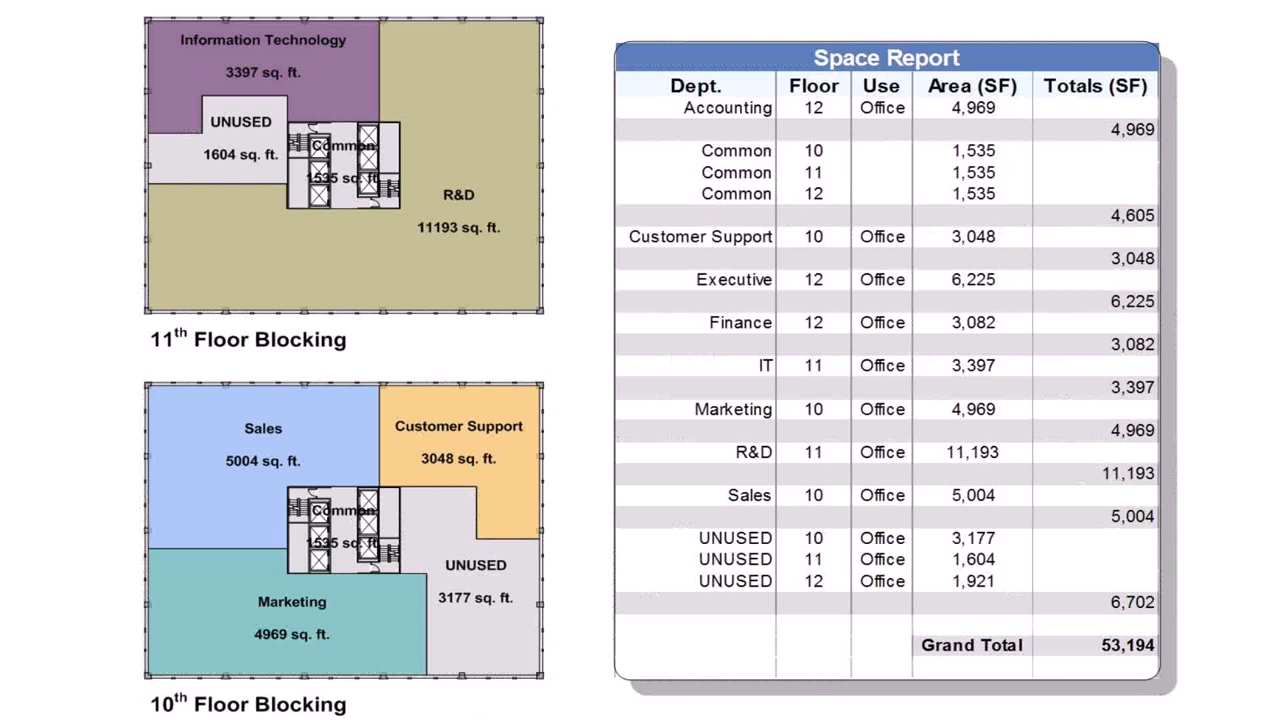 Information Technology
3397 sq. ft.
UNUSED
1604 sq. ft.
Common
1535 sq. ft.
R&D
11193 sq. ft.
11th Floor Blocking
Sales
5004 sq. ft.
Customer Support
3048 sq. ft.
Common
1535 sq. ft.
UNUSED
3177 sq. ft.
Marketing
4969 sq. ft.
10th Floor Blocking
Space Report
Dept. Floor Use Area (SF) Totals (SF)
Accounting 12 Office 4,969
4,969
Common 10 1,535
Common 11 1,535
Common 12 1,535
4,605
Customer Support 10 Office 3,048
3,048
Executive 12 Office 6,225
6,225
Finance 12 Office 3,082
3,082
IT 11 Office 3,397
3,397
Marketing 10 Office 4,969
4,969
R&D 11 Office 11,193
11,193
Sales 10 Office 5,004
5,004
UNUSED 10 Office 3,177
UNUSED 11 Office 1,604
UNUSED 12 Office 1,921
6,702
Grand Total 53,194